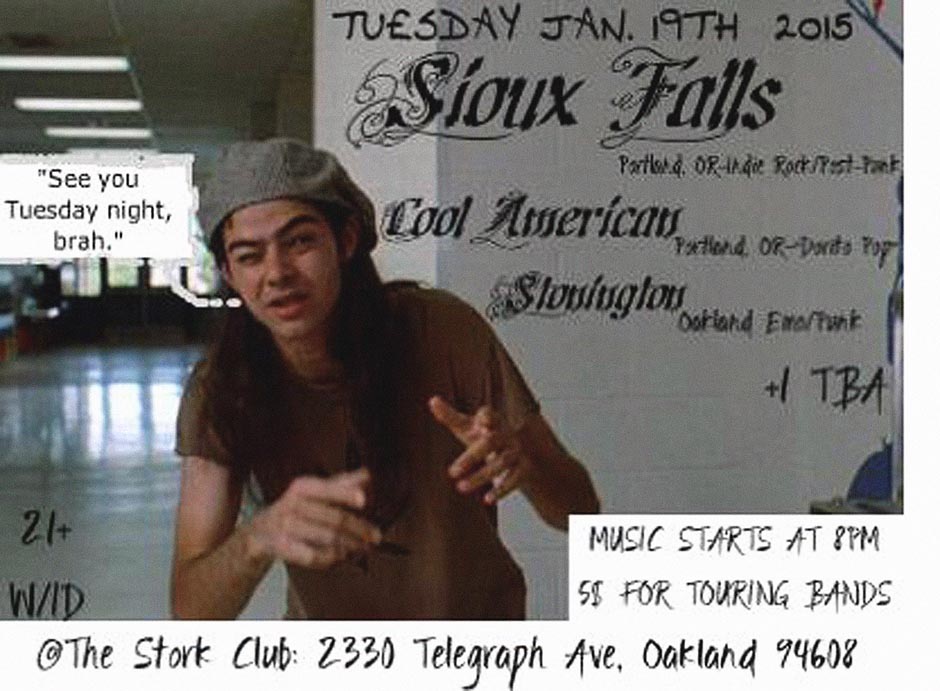 TUESDAY JAN. 19TH 2015
Sioux Falls
Portland, OR-Indie Rock/Post-Punk
"See you
Tuesday night,
brah."
Cool American
Portland, OR-Dorito Pop
Stonington
Oakland Emo/Punk
+1 TBA
21+
W/ID
MUSIC STARTS AT 8PM
5$ FOR TOURING BANDS
@The Stork Club: 2330 Telegraph Ave, Oakland 94608